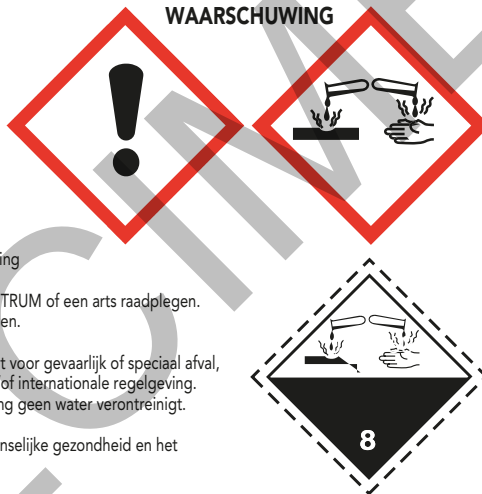 WAARSCHUWING
ing
TRUM of een arts raadplegen.
en.
t voor gevaarlijk of speciaal afval,
of internationale regelgeving.
ng geen water verontreinigt.
nselijke gezondheid en het
8